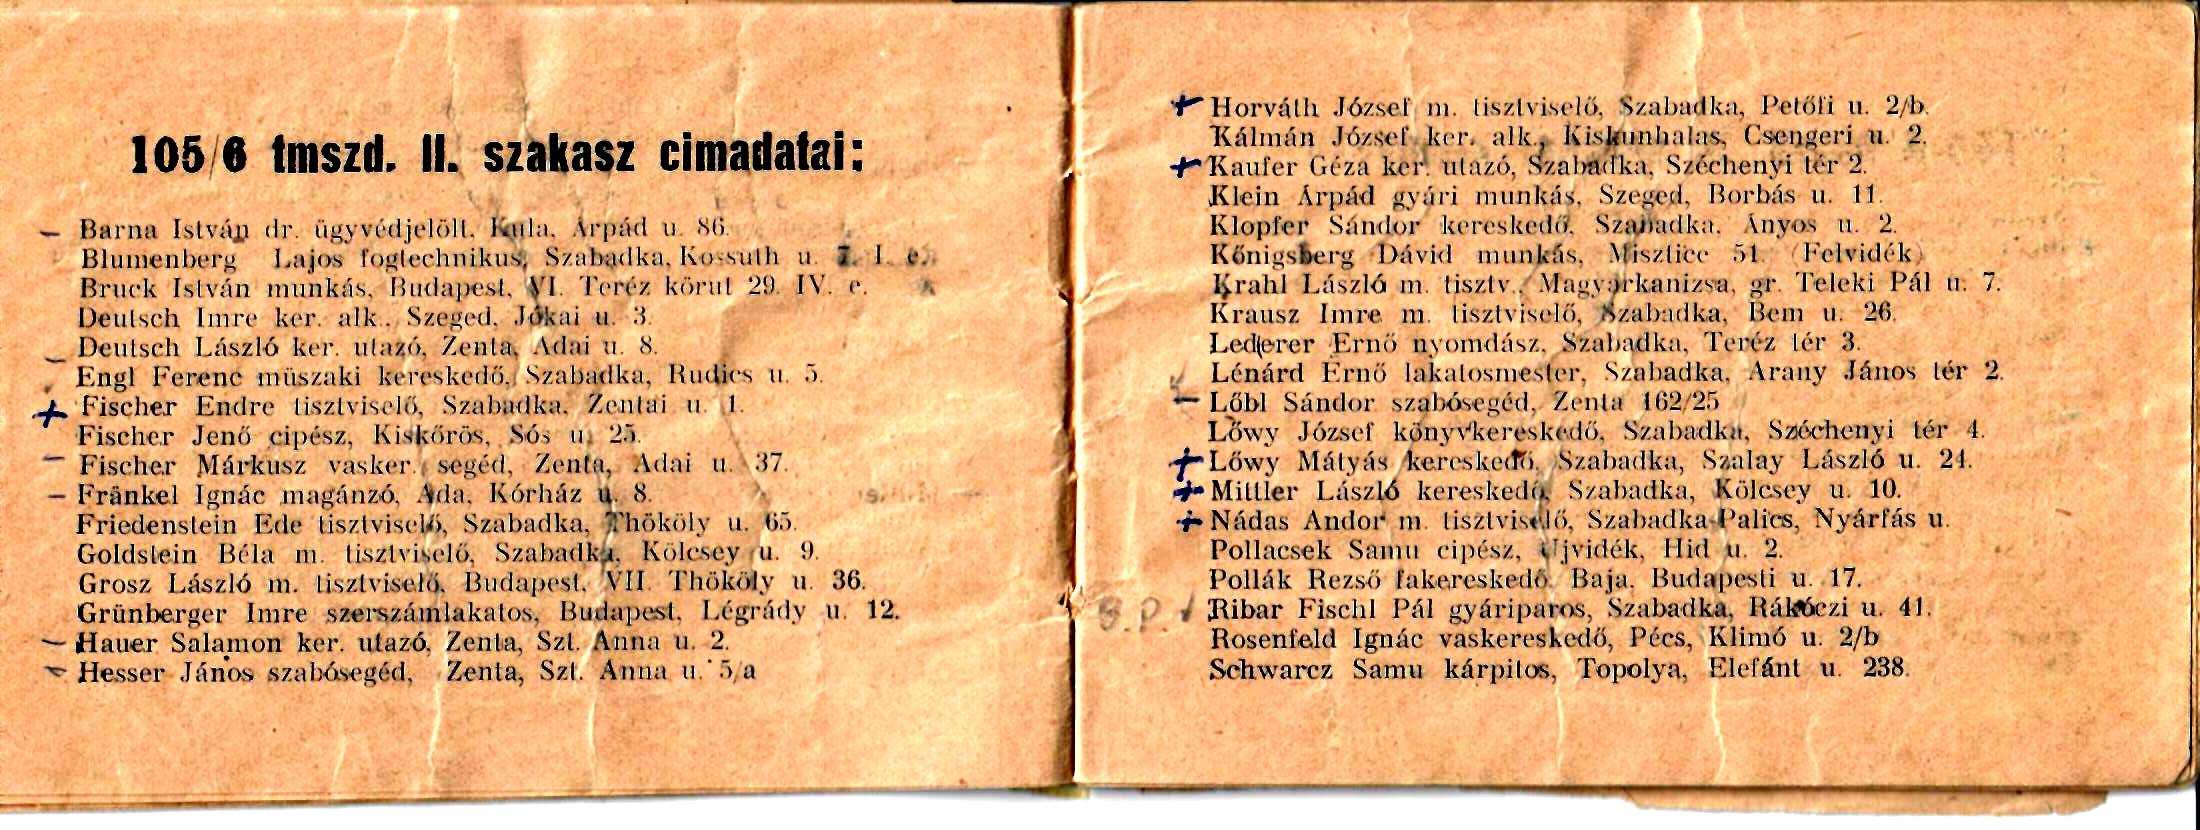 105/6 tmszd. II. szakasz cimadatai:
– Barna István dr. ügyvédjelölt, Kula, Árpád u. 86.
Blumenberg Lajos fogtechnikus, Szabadka, Kossuth u. 7. I. e.
Bruck István munkás, Budapest, VI. Teréz körut 29. IV. e.
Deutsch Imre ker. alk., Szeged, Jókai u. 3.
– Deutsch László ker. utazó, Zenta, Adai u. 8.
Engl Ferenc müszaki kereskedő, Szabadka, Rudics u. 5.
+ Fischer Endre tisztviselő, Szabadka, Zentai u. 1.
Fischer Jenő cipész, Kiskőrös, Sós u. 25.
– Fischer Márkusz vasker. segéd, Zenta, Adai u. 37.
– Fränkel Ignác magánzó, Ada, Kórház u. 8.
Friedenstein Ede tisztviselő, Szabadka, Thököly u. 65.
Goldstein Béla m. tisztviselő, Szabadka, Kölcsey u. 9.
Grosz László m. tisztviselő, Budapest, VII. Thököly u. 36.
Grünberger Imre szerszámlakatos, Budapest, Légrády u. 12.
– Hauer Salamon ker. utazó, Zenta, Szt. Anna u. 2.
– Hesser János szabósegéd, Zenta, Szt. Anna u. 5/a
+ Horváth József m. tisztviselő, Szabadka, Petőfi u. 2/b.
Kálmán József ker. alk., Kiskunhalas, Csengeri u. 2.
+ Kaufer Géza ker. utazó, Szabadka, Széchenyi tér 2.
Klein Árpád gyári munkás, Szeged, Borbás u. 11.
Klopfer Sándor kereskedő, Szabadka, Ányos u. 2.
Kőnigsberg Dávid munkás, Miszlice 51. (Felvidék)
Krahl László m. tisztv., Magyarkanizsa, gr. Teleki Pál u. 7.
Krausz Imre m. tisztviselő, Szabadka, Bem u. 26.
Lederer Ernő nyomdász, Szabadka, Teréz tér 3.
Lénárd Ernő lakatosmester, Szabadka, Arany János tér 2.
– Lőbl Sándor szabósegéd, Zenta 162/25
Lőwy József könyvkereskedő, Szabadka, Széchenyi tér 4.
+ Lőwy Mátyás kereskedő, Szabadka, Szalay László u. 21.
+ Mittler László kereskedő, Szabadka, Kölcsey u. 10.
+ Nádas Andor m. tisztviselő, Szabadka-Palics, Nyárfás u.
Pollacsek Samu cipész, Ujvidék, Hid u. 2.
Pollák Rezső fakereskedő, Baja, Budapesti u. 17.
B.P. Ribar Fischl Pál gyáriparos, Szabadka, Rákóczi u. 41.
Rosenfeld Ignác vaskereskedő, Pécs, Klimó u. 2/b
Schwarcz Samu kárpitos, Topolya, Elefánt u. 238.